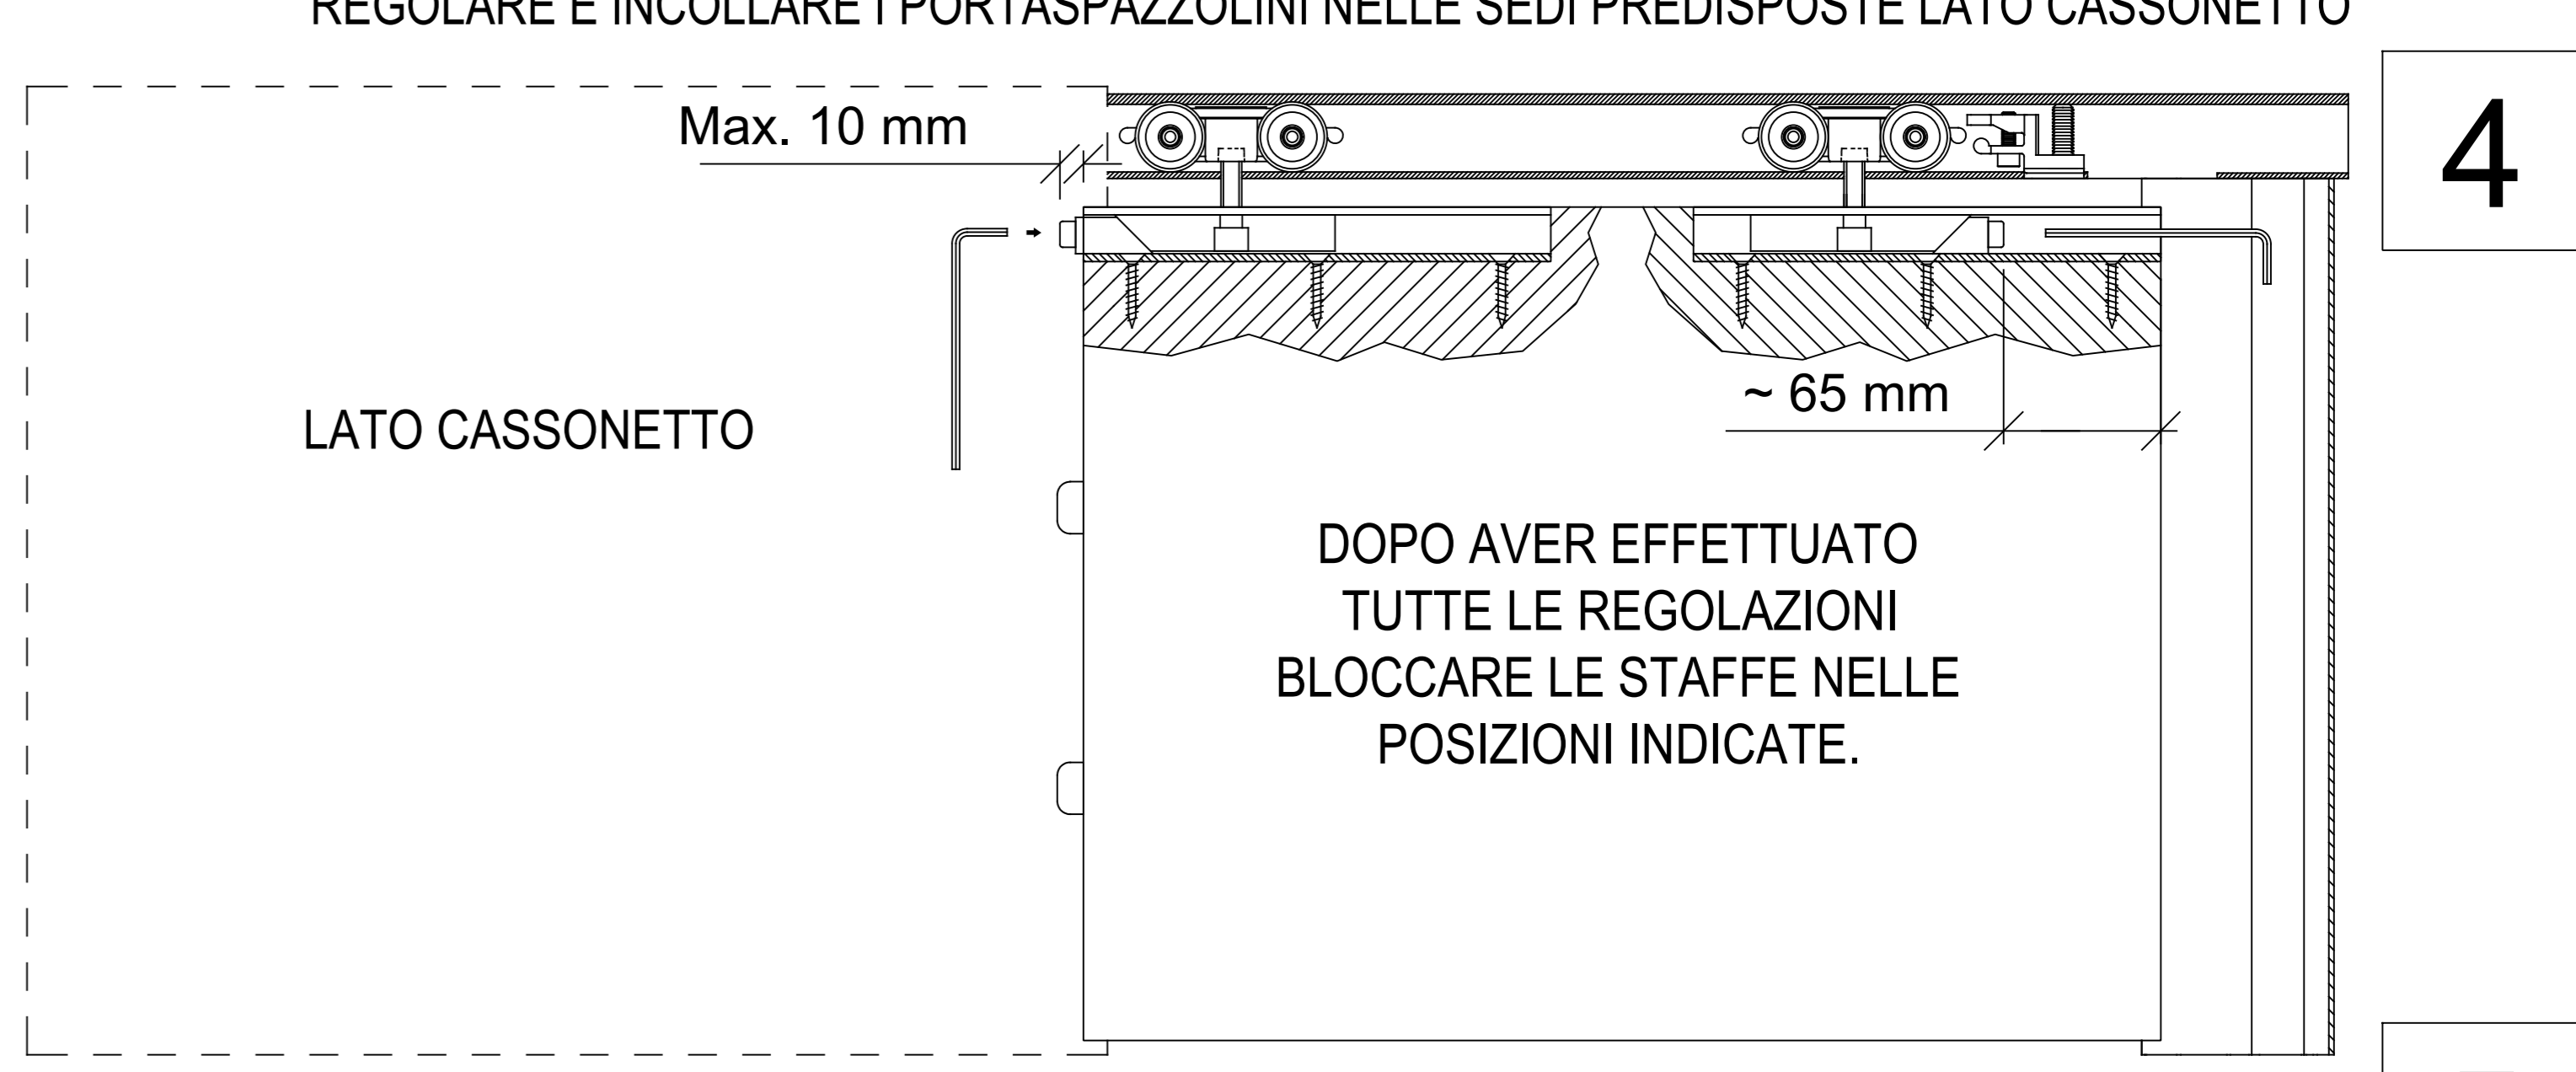 REGOLARE E INCOLLARE I PORTASPAZZOLINI NELLE SEDI PREDISPOSTE LATO CASSONETTO
4
Max. 10 mm
~ 65 mm
LATO CASSONETTO
DOPO AVER EFFETTUATO
TUTTE LE REGOLAZIONI
BLOCCARE LE STAFFE NELLE
POSIZIONI INDICATE.